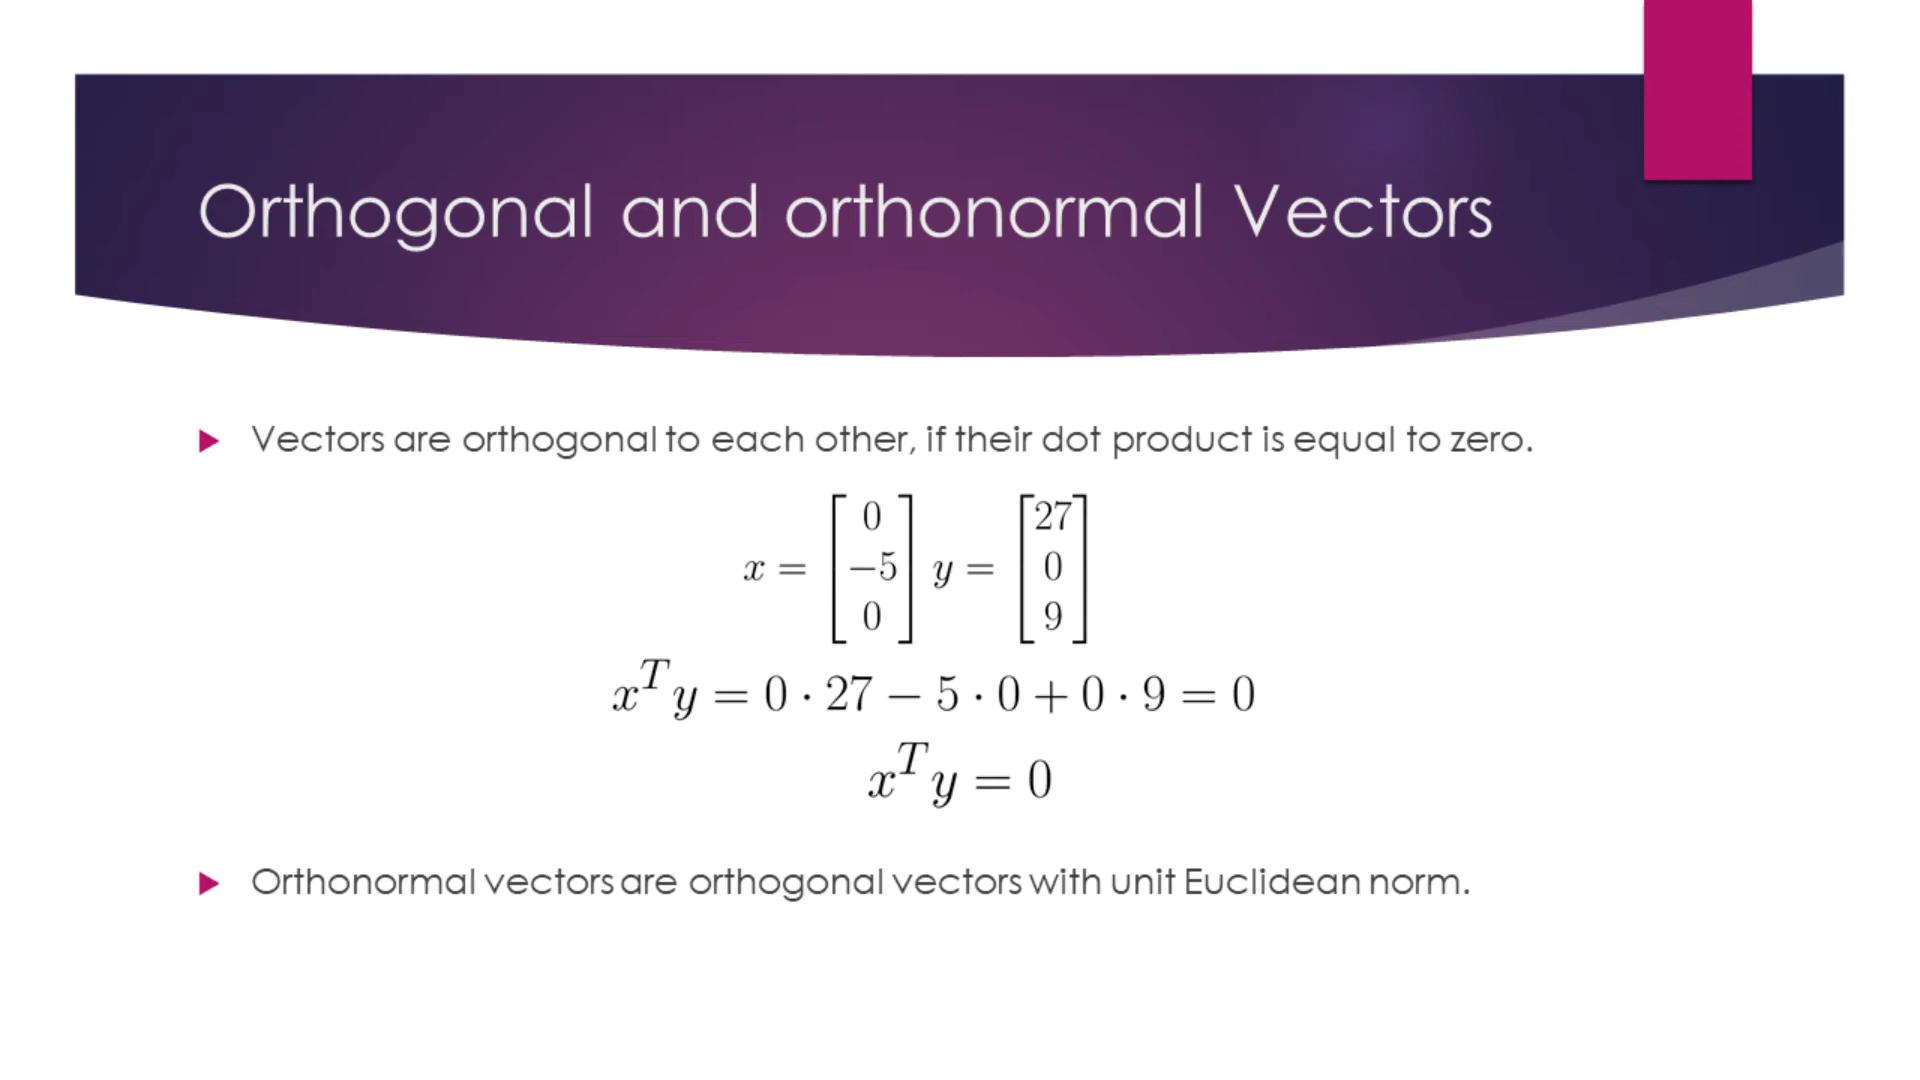 Orthogonal and orthonormal Vectors
Vectors are orthogonal to each other, if their dot product is equal to zero.
x = [0 −5 0] y = [27 0 9]
x^T y = 0 · 27 − 5 · 0 + 0 · 9 = 0
x^T y = 0
Orthonormal vectors are orthogonal vectors with unit Euclidean norm.